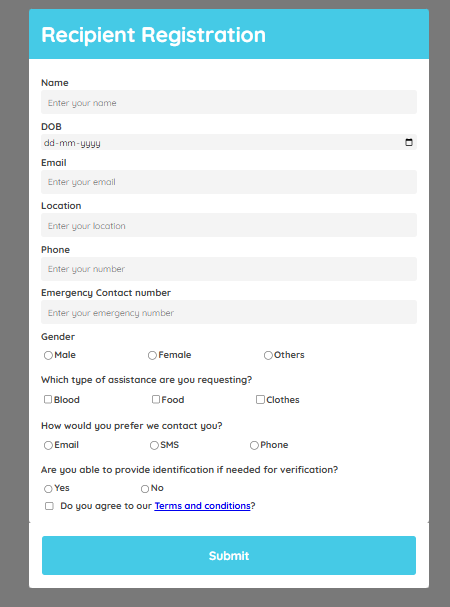 Recipient Registration
Name
Enter your name
DOB
dd-mm-yyyy
Email
Enter your email
Location
Enter your location
Phone
Enter your number
Emergency Contact number
Enter your emergency number
Gender
Male Female Others
Which type of assistance are you requesting?
Blood Food Clothes
How would you prefer we contact you?
Email SMS Phone
Are you able to provide identification if needed for verification?
Yes No
Do you agree to our Terms and conditions?
Submit